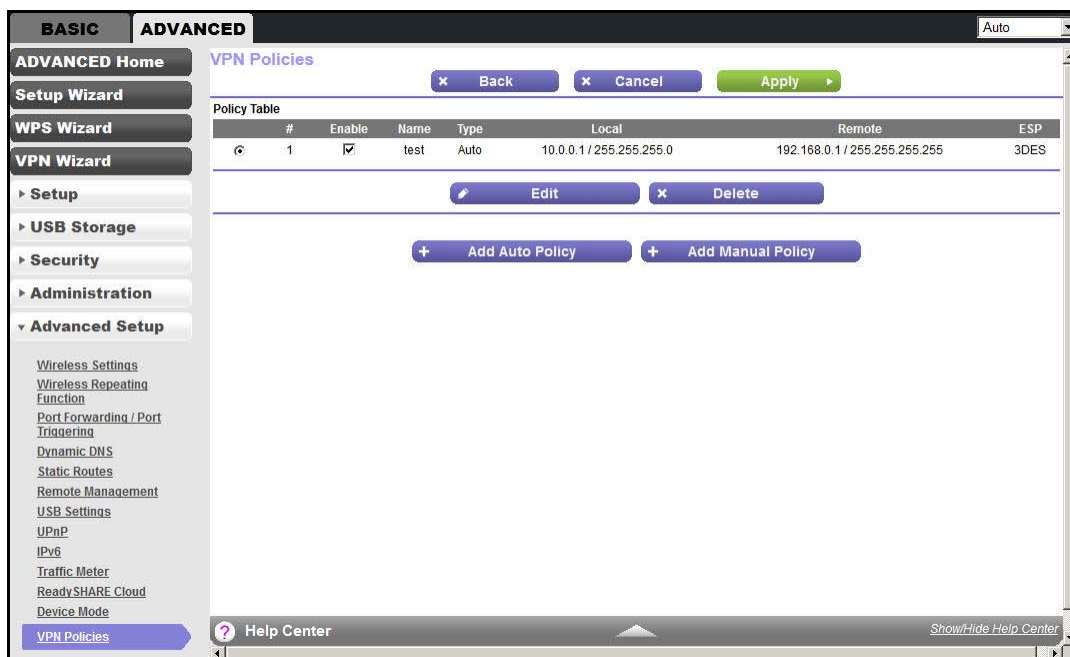 BASIC
ADVANCED
Auto
ADVANCED Home
Setup Wizard
WPS Wizard
VPN Wizard
Setup
USB Storage
Security
Administration
Advanced Setup
Wireless Settings
Wireless Repeating
Function
Port Forwarding / Port
Triggering
Dynamic DNS
Static Routes
Remote Management
USB Settings
UPnP
IPv6
Traffic Meter
ReadySHARE Cloud
Device Mode
VPN Policies
VPN Policies
Back
Cancel
Apply
Policy Table
# Enable Name Type Local Remote ESP
1 test Auto 10.0.0.1 / 255.255.255.0 192.168.0.1 / 255.255.255.255 3DES
Edit
Delete
Add Auto Policy
Add Manual Policy
? Help Center
Show/Hide Help Center